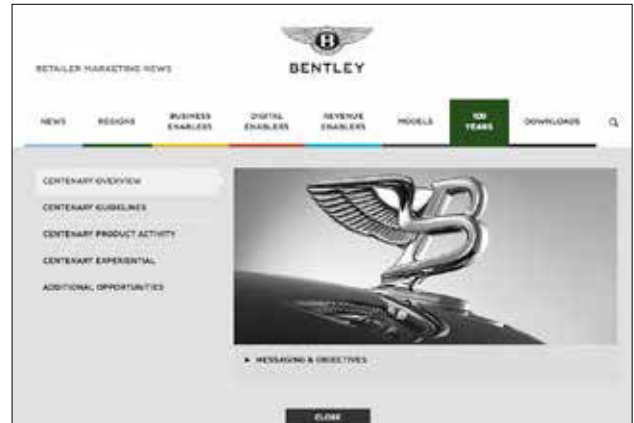 B
BENTLEY
RETAILER MARKETING NEWS
NEWS
REGIONS
BUSINESS
ENABLERS
DIGITAL
ENABLERS
REVENUE
ENABLERS
MODELS
100
YEARS
DOWNLOADS
CENTENARY OVERVIEW
CENTENARY GUIDELINES
CENTENARY PRODUCT ACTIVITY
CENTENARY EXPERIENTIAL
ADDITIONAL OPPORTUNITIES
B
MESSAGING & OBJECTIVES
CLOSE